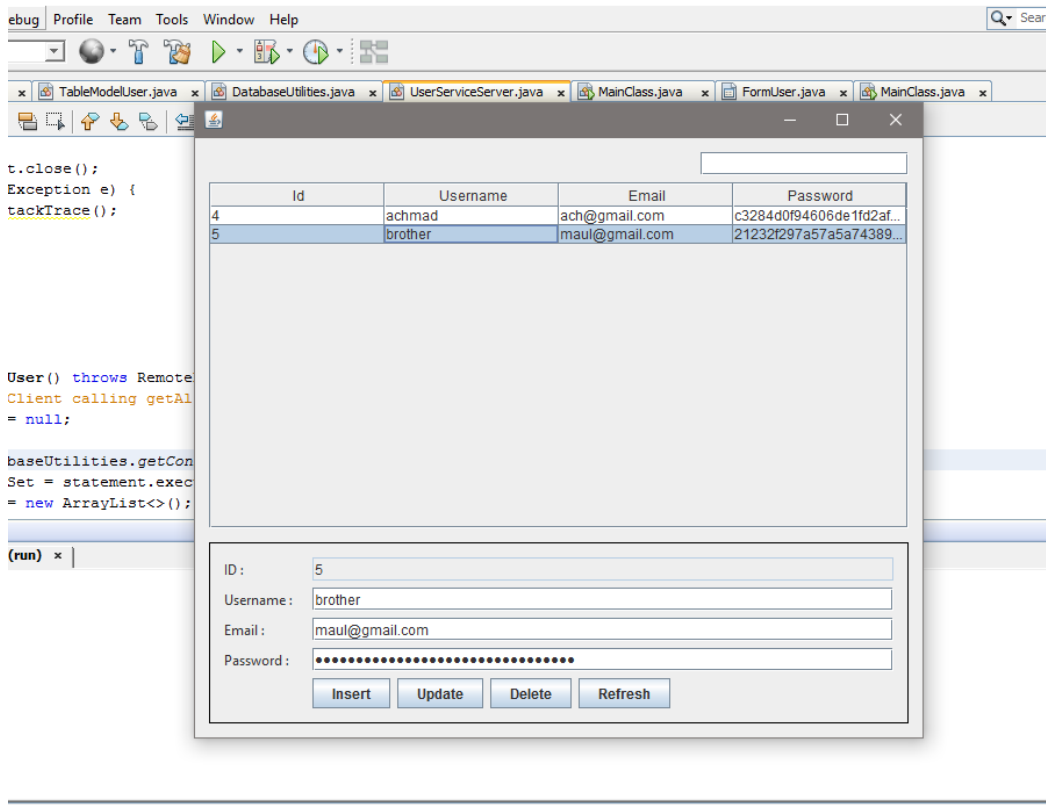 ebug Profile Team Tools Window Help
Sear
TableModelUser.java DatabaseUtilities.java UserServiceServer.java MainClass.java FormUser.java MainClass.java
t.close();
Exception e) {
tackTrace();
Id Username Email Password
4 achmad ach@gmail.com c3284d0f94606de1fd2af...
5 brother maul@gmail.com 21232f297a57a5a74389...
User() throws Remote
Client calling getAl
= null;
baseUtilities.getCon
Set = statement.exec
= new ArrayList<>();
(run)
ID : 5
Username : brother
Email : maul@gmail.com
Password : ••••••••••••••••••••••••••••••••
Insert Update Delete Refresh